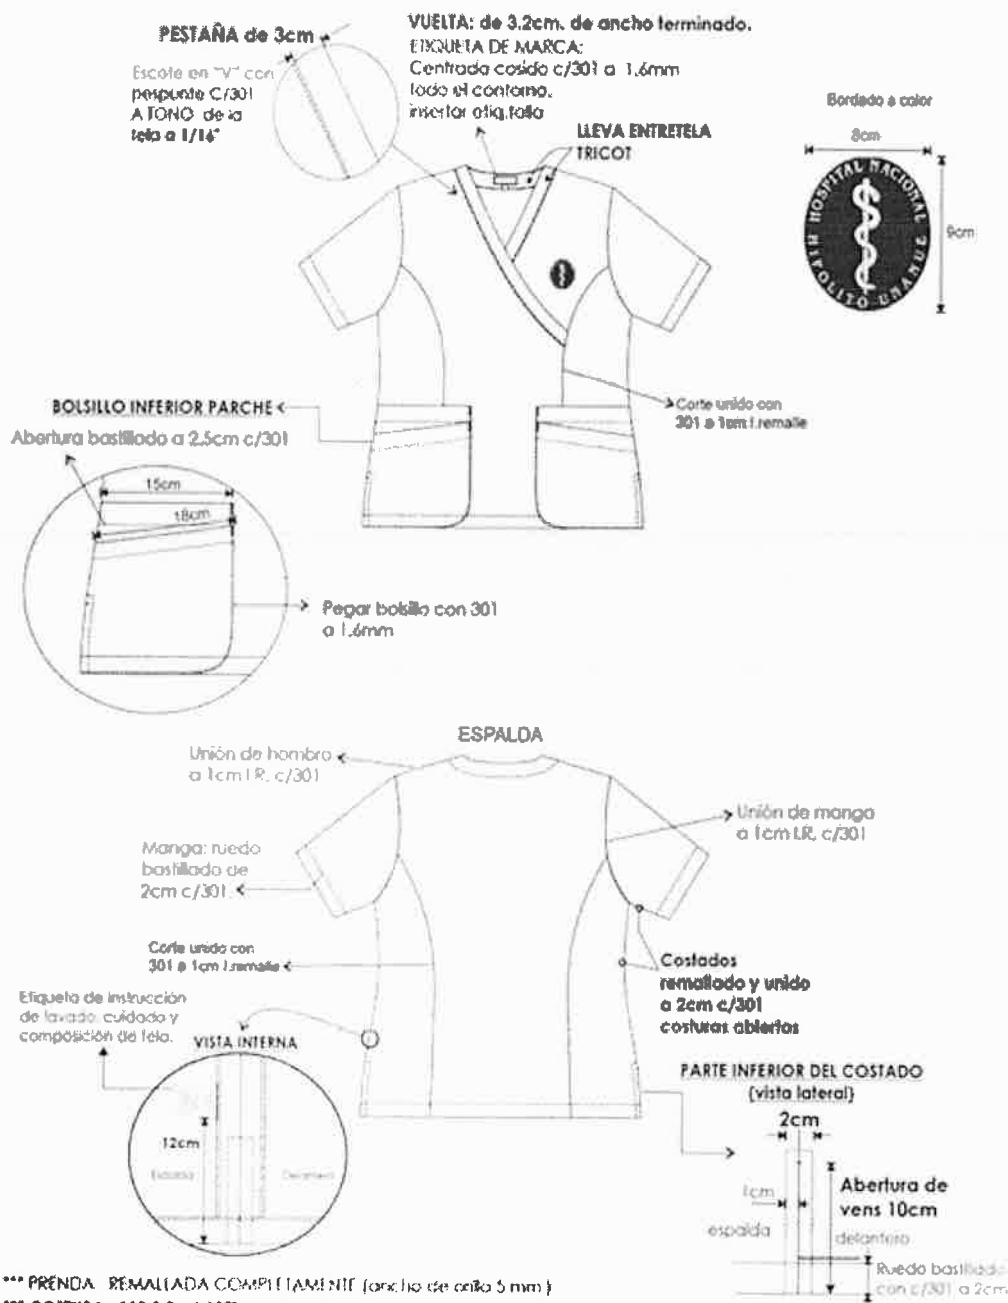 PESTAÑA de 3cm
Escote en "V" con
pespunte C/301
A TONO de la
tela a 1/16"
VUELTA: de 3.2cm. de ancho terminado.
ETIQUETA DE MARCA:
Centrada cosido c/301 a 1.6mm
todo el contorno.
insertar etiq.talla
LLEVA ENTRETELA
TRICOT
Bordado a color
8cm
HOSPITAL NACIONAL
HIPOLITO UNANUE
9cm
BOLSILLO INFERIOR PARCHE
Abertura bastillado a 2.5cm c/301
Corte unido con
301 a 1cm I.remalle
15cm
18cm
Pegar bolsillo con 301
a 1.6mm
ESPALDA
Unión de hombro
a 1cm I.R. c/301
Unión de manga
a 1cm I.R. c/301
Manga: ruedo
bastillado de
2cm c/301.
Corte unido con
301 a 1cm I.remalle
Costados
remallado y unido
a 2cm c/301
costuras abiertas
Etiqueta de instrucción
de lavado, cuidado y
composición de tela.
VISTA INTERNA
12cm
Espalda
Delantero
PARTE INFERIOR DEL COSTADO
(vista lateral)
2cm
1cm
Abertura de
vens 10cm
espalda
delantero
Ruedo bastillado
con c/301 a 2cm
*** PRENDA REMALLADA COMPLETAMENTE (ancho de orilla 5 mm)